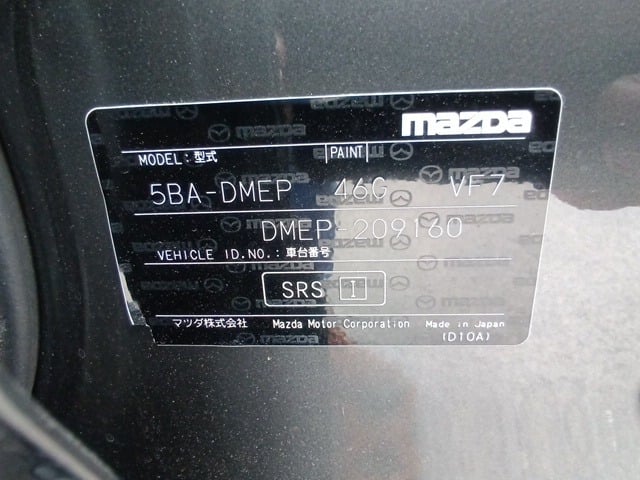 mazda
MODEL:型式 PAINT
5BA-DMEP 46G VF7
DMEP-209160
VEHICLE ID.NO.:車台番号
SRS I
マツダ株式会社 Mazda Motor Corporation Made in Japan
(D10A)